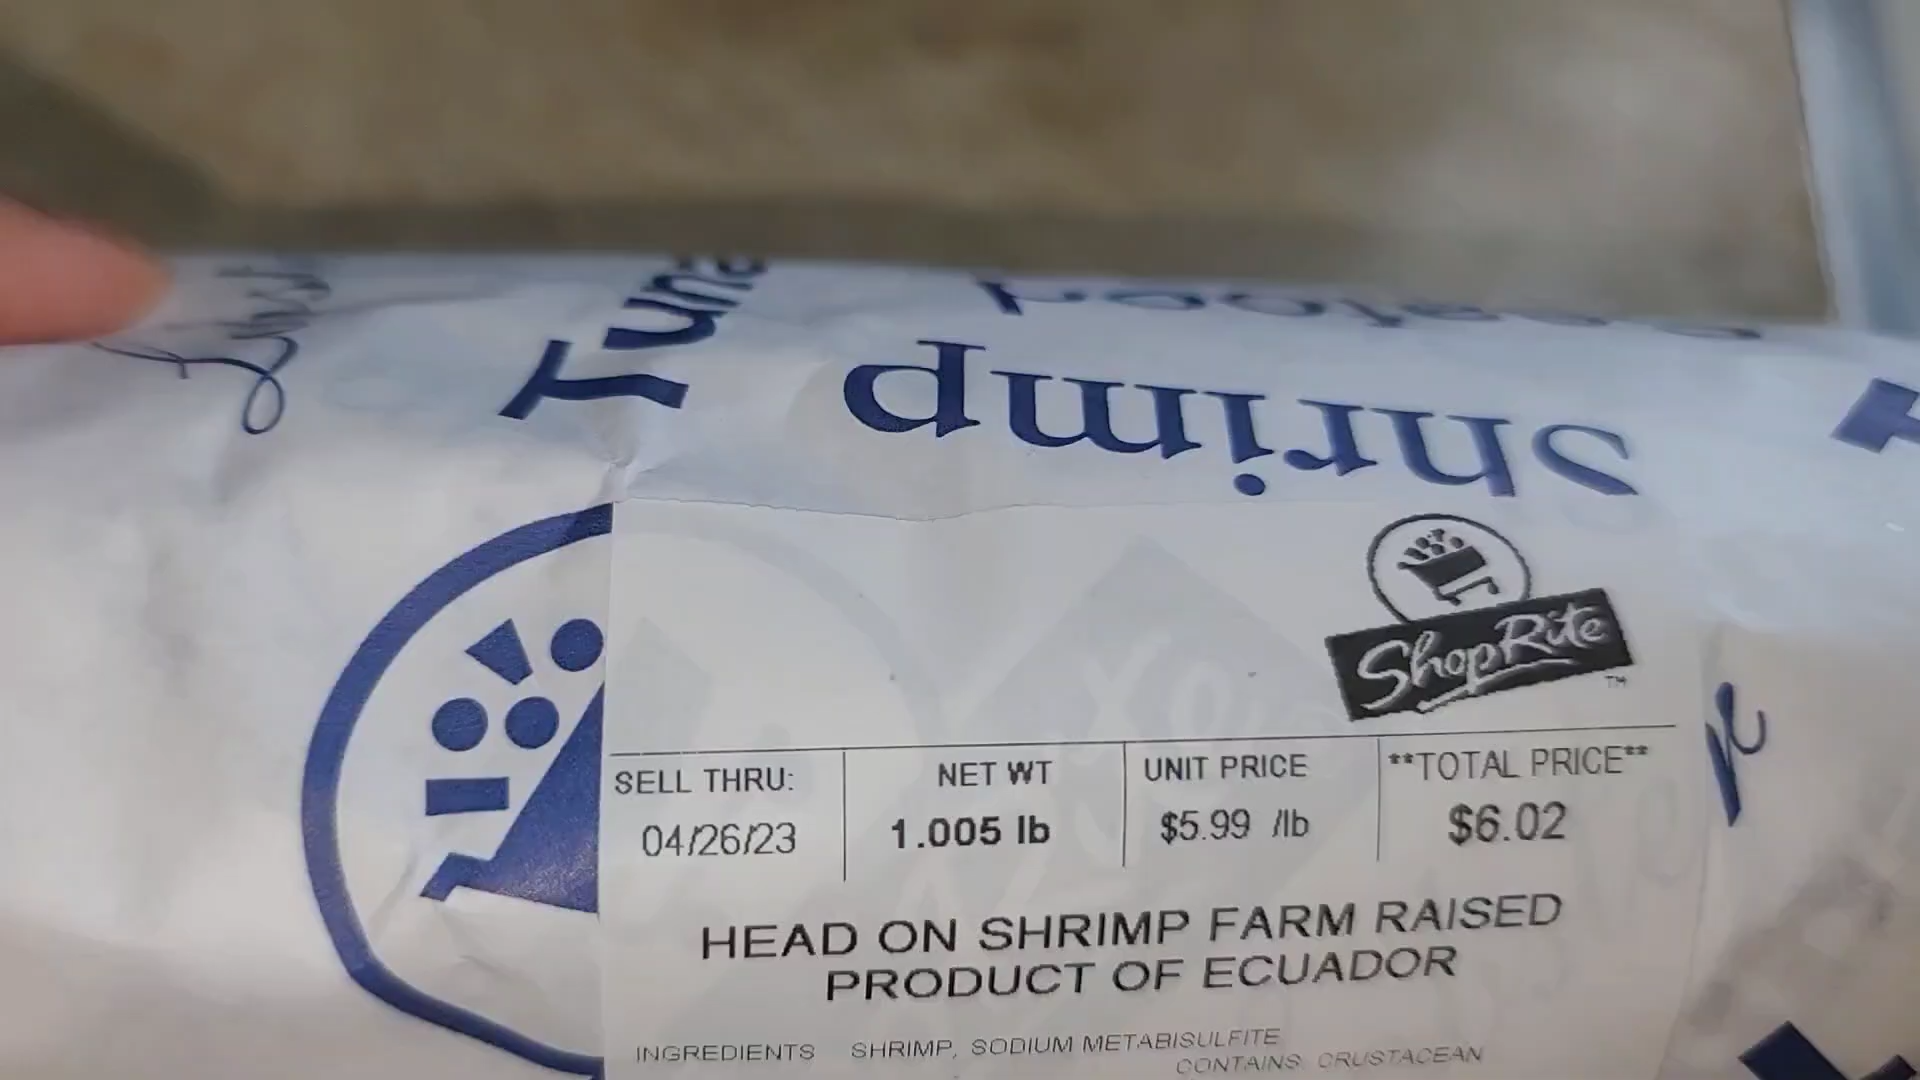 Tuna
Seafood
Shrimp
ShopRite™
SELL THRU: NET WT UNIT PRICE **TOTAL PRICE**
04/26/23 1.005 lb $5.99 /lb $6.02
HEAD ON SHRIMP FARM RAISED
PRODUCT OF ECUADOR
INGREDIENTS SHRIMP, SODIUM METABISULFITE
CONTAINS CRUSTACEAN